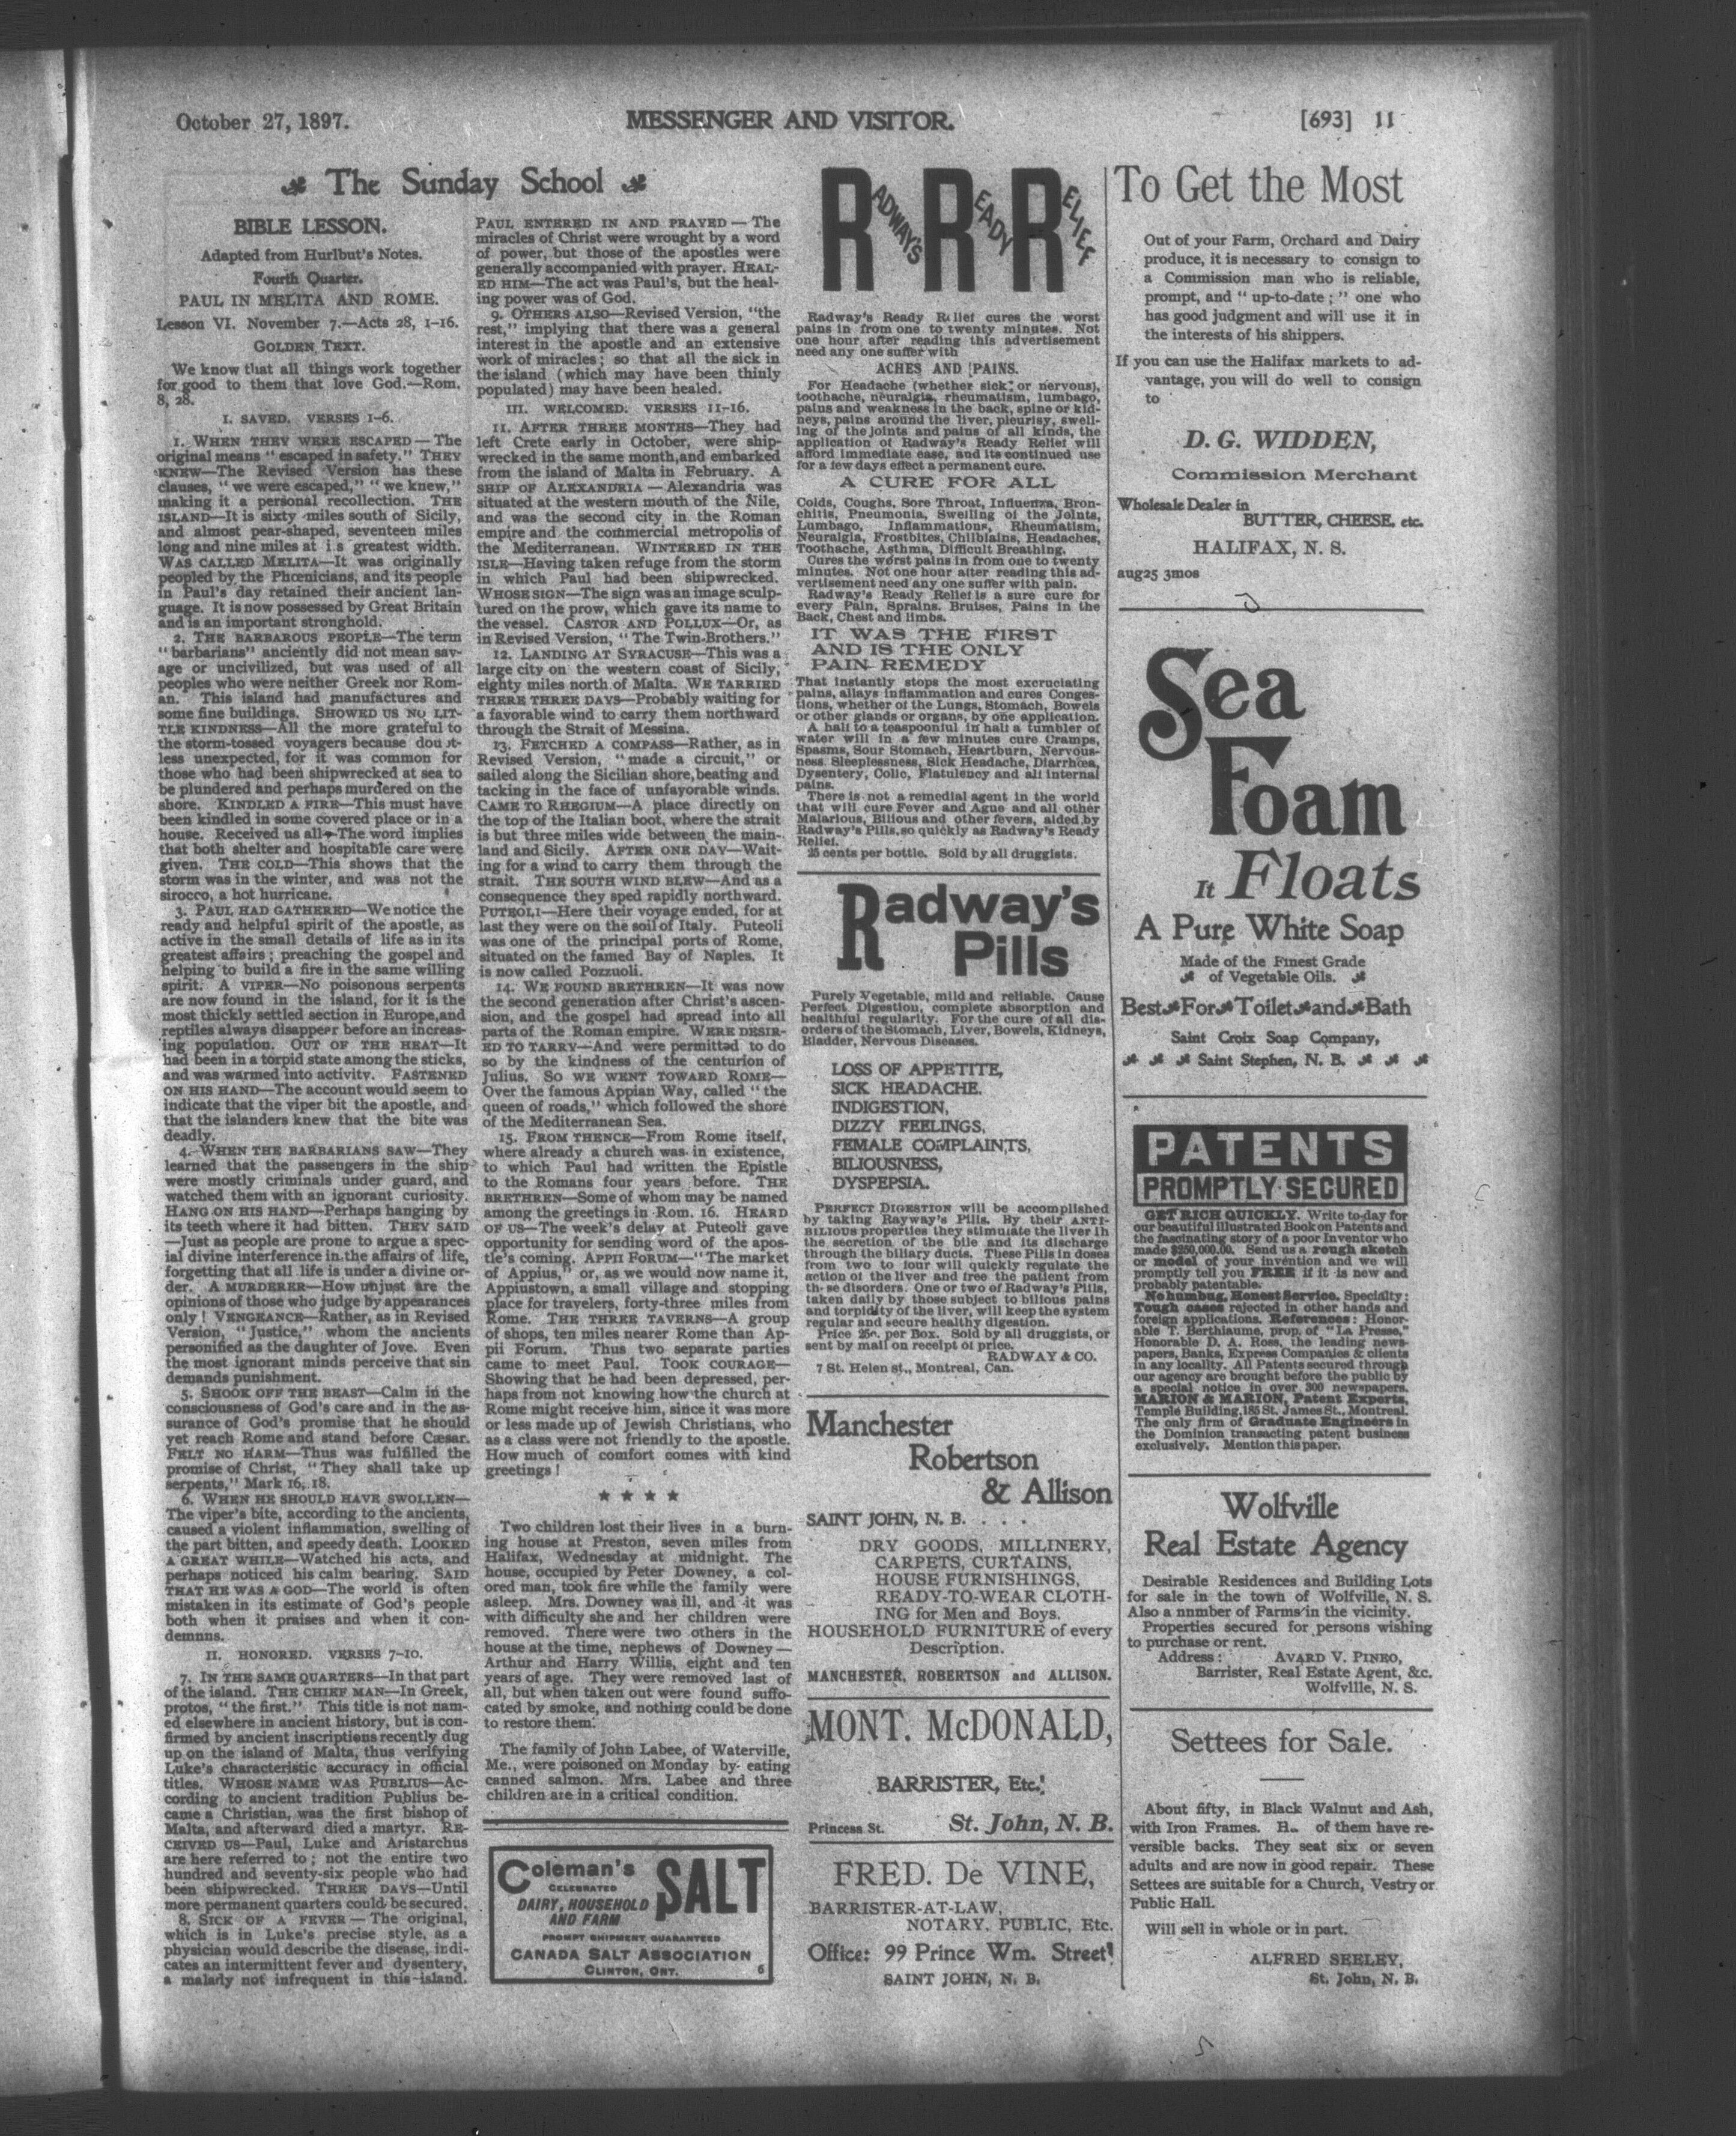 October 27, 1897.
MESSENGER AND VISITOR.
[693] 11
The Sunday School
BIBLE LESSON.
Adapted from Hurlbut's Notes.
Fourth Quarter.
PAUL IN MELITA AND ROME.
Lesson VI. November 7.—Acts 28, 1-16.
GOLDEN TEXT.
We know that all things work together
for good to them that love God.—Rom.
8, 28.
I. SAVED. VERSES 1-6.
1. WHEN THEY WERE ESCAPED—The
original means "escaped in safety." THEY
KNEW—The Revised Version has these
clauses, "we were escaped," "we knew,"
making it a personal recollection. THE
ISLAND—It is sixty miles south of Sicily,
and almost pear-shaped, seventeen miles
long and nine miles at i.s greatest width.
WAS CALLED MELITA—It was originally
peopled by the Phœnicians, and its people
in Paul's day retained their ancient lan-
guage. It is now possessed by Great Britain
and is an important stronghold.
2. THE BARBAROUS PEOPLE—The term
"barbarians" anciently did not mean sav-
age or uncivilized, but was used of all
peoples who were neither Greek nor Rom-
an. This island had manufactures and
some fine buildings. SHOWED US NO LIT-
TLE KINDNESS—All the more grateful to
the storm-tossed voyagers because dou t-
less unexpected, for it was common for
those who had been shipwrecked at sea to
be plundered and perhaps murdered on the
shore. KINDLED A FIRE—This must have
been kindled in some covered place or in a
house. Received us all—The word implies
that both shelter and hospitable care were
given. THE COLD—This shows that the
storm was in the winter, and was not the
sirocco, a hot hurricane.
3. PAUL HAD GATHERED—We notice the
ready and helpful spirit of the apostle, as
active in the small details of life as in its
greatest affairs; preaching the gospel and
helping to build a fire in the same willing
spirit. A VIPER—No poisonous serpents
are now found in the island, for it is the
most thickly settled section in Europe,and
reptiles always disappear before an increas-
ing population. OUT OF THE HEAT—It
had been in a torpid state among the sticks,
and was warmed into activity. FASTENED
ON HIS HAND—The account would seem to
indicate that the viper bit the apostle, and
that the islanders knew that the bite was
deadly.
4. WHEN THE BARBARIANS SAW—They
learned that the passengers in the ship
were mostly criminals under guard, and
watched them with an ignorant curiosity.
HANG ON HIS HAND—Perhaps hanging by
its teeth where it had bitten. THEY SAID
—Just as people are prone to argue a spec-
ial divine interference in the affairs of life,
forgetting that all life is under a divine or-
der. A MURDERER—How unjust are the
opinions of those who judge by appearances
only! VENGEANCE—Rather, as in Revised
Version, "Justice," whom the ancients
personified as the daughter of Jove. Even
the most ignorant minds perceive that sin
demands punishment.
5. SHOOK OFF THE BEAST—Calm in the
consciousness of God's care and in the as-
surance of God's promise that he should
yet reach Rome and stand before Cæsar.
FELT NO HARM—Thus was fulfilled the
promise of Christ, "They shall take up
serpents," Mark 16, 18.
6. WHEN HE SHOULD HAVE SWOLLEN—
The viper's bite, according to the ancients,
caused a violent inflammation, swelling of
the part bitten, and speedy death. LOOKED
A GREAT WHILE—Watched his acts, and
perhaps noticed his calm bearing. SAID
THAT HE WAS A GOD—The world is often
mistaken in its estimate of God's people
both when it praises and when it con-
demnns.
II. HONORED. VERSES 7-10.
7. IN THE SAME QUARTERS—In that part
of the island. THE CHIEF MAN—In Greek,
protos, "the first." This title is not nam-
ed elsewhere in ancient history, but is con-
firmed by ancient inscriptions recently dug
up on the island of Malta, thus verifying
Luke's characteristic accuracy in official
titles. WHOSE NAME WAS PUBLIUS—Ac-
cording to ancient tradition Publius be-
came a Christian, was the first bishop of
Malta, and afterward died a martyr. RE-
CEIVED US—Paul, Luke and Aristarchus
are here referred to; not the entire two
hundred and seventy-six people who had
been shipwrecked. THREE DAYS—Until
more permanent quarters could be secured.
8. SICK OF A FEVER—The original,
which is in Luke's precise style, as a
physician would describe the disease, indi-
cates an intermittent fever and dysentery,
a malady not infrequent in this island.
PAUL ENTERED IN AND PRAYED—The
miracles of Christ were wrought by a word
of power, but those of the apostles were
generally accompanied with prayer. HEAL-
ED HIM—The act was Paul's, but the heal-
ing power was of God.
9. OTHERS ALSO—Revised Version, "the
rest," implying that there was a general
interest in the apostle and an extensive
work of miracles; so that all the sick in
the island (which may have been thinly
populated) may have been healed.
III. WELCOMED. VERSES 11-16.
11. AFTER THREE MONTHS—They had
left Crete early in October, were ship-
wrecked in the same month,and embarked
from the island of Malta in February. A
SHIP OF ALEXANDRIA—Alexandria was
situated at the western mouth of the Nile,
and was the second city in the Roman
empire and the commercial metropolis of
the Mediterranean. WINTERED IN THE
ISLE—Having taken refuge from the storm
in which Paul had been shipwrecked.
WHOSE SIGN—The sign was an image sculp-
tured on the prow, which gave its name to
the vessel. CASTOR AND POLLUX—Or, as
in Revised Version, "The Twin Brothers."
12. LANDING AT SYRACUSE—This was a
large city on the western coast of Sicily,
eighty miles north of Malta. WE TARRIED
THERE THREE DAYS—Probably waiting for
a favorable wind to carry them northward
through the Strait of Messina.
13. FETCHED A COMPASS—Rather, as in
Revised Version, "made a circuit," or
sailed along the Sicilian shore,beating and
tacking in the face of unfavorable winds.
CAME TO RHEGIUM—A place directly on
the top of the Italian boot, where the strait
is but three miles wide between the main-
land and Sicily. AFTER ONE DAY—Wait-
ing for a wind to carry them through the
strait. THE SOUTH WIND BLEW—And as a
consequence they sped rapidly northward.
PUTEOLI—Here their voyage ended, for at
last they were on the soil of Italy. Puteoli
was one of the principal ports of Rome,
situated on the famed Bay of Naples. It
is now called Pozzuoli.
14. WE FOUND BRETHREN—It was now
the second generation after Christ's ascen-
sion, and the gospel had spread into all
parts of the Roman empire. WERE DESIR-
ED TO TARRY—And were permitted to do
so by the kindness of the centurion of
Julius. SO WE WENT TOWARD ROME—
Over the famous Appian Way, called "the
queen of roads," which followed the shore
of the Mediterranean Sea.
15. FROM THENCE—From Rome itself,
where already a church was in existence,
to which Paul had written the Epistle
to the Romans four years before. THE
BRETHREN—Some of whom may be named
among the greetings in Rom. 16. HEARD
OF US—The week's delay at Puteoli gave
opportunity for sending word of the apos-
tle's coming. APPII FORUM—"The market
of Appius," or, as we would now name it,
Appiustown, a small village and stopping
place for travelers, forty-three miles from
Rome. THE THREE TAVERNS—A group
of shops, ten miles nearer Rome than Ap-
pii Forum. Thus two separate parties
came to meet Paul. TOOK COURAGE—
Showing that he had been depressed, per-
haps from not knowing how the church at
Rome might receive him, since it was more
or less made up of Jewish Christians, who
as a class were not friendly to the apostle.
How much of comfort comes with kind
greetings!
★ ★ ★ ★
Two children lost their lives in a burn-
ing house at Preston, seven miles from
Halifax, Wednesday at midnight. The
house, occupied by Peter Downey, a col-
ored man, took fire while the family were
asleep. Mrs. Downey was ill, and it was
with difficulty she and her children were
removed. There were two others in the
house at the time, nephews of Downey—
Arthur and Harry Willis, eight and ten
years of age. They were removed last of
all, but when taken out were found suffo-
cated by smoke, and nothing could be done
to restore them.
The family of John Labee, of Waterville,
Me., were poisoned on Monday by eating
canned salmon. Mrs. Labee and three
children are in a critical condition.
Coleman's SALT
CELEBRATED
DAIRY, HOUSEHOLD
AND FARM
PROMPT SHIPMENT GUARANTEED
CANADA SALT ASSOCIATION
CLINTON, ONT. 6
RADWAY'S READY RELIEF
Radway's Ready Relief cures the worst
pains in from one to twenty minutes. Not
one hour after reading this advertisement
need any one suffer with
ACHES AND PAINS.
For Headache (whether sick or nervous),
toothache, neuralgia, rheumatism, lumbago,
pains and weakness in the back, spine or kid-
neys, pains around the liver, pleurisy, swell-
ing of the joints and pains of all kinds, the
application of Radway's Ready Relief will
afford immediate ease, and its continued use
for a few days effect a permanent cure.
A CURE FOR ALL
Colds, Coughs, Sore Throat, Influenza, Bron-
chitis, Pneumonia, Swelling of the Joints,
Lumbago, Inflammations, Rheumatism,
Neuralgia, Frostbites, Chilblains, Headaches,
Toothache, Asthma, Difficult Breathing.
Cures the worst pains in from one to twenty
minutes. Not one hour after reading this ad-
vertisement need any one suffer with pain.
Radway's Ready Relief is a sure cure for
every Pain, Sprains, Bruises, Pains in the
Back, Chest and limbs.
IT WAS THE FIRST
AND IS THE ONLY
PAIN REMEDY
That instantly stops the most excruciating
pains, allays inflammation and cures Conges-
tions, whether of the Lungs, Stomach, Bowels
or other glands or organs, by one application.
A half to a teaspoonful in half a tumbler of
water will in a few minutes cure Cramps,
Spasms, Sour Stomach, Heartburn, Nervous-
ness. Sleeplessness, Sick Headache, Diarrhœa,
Dysentery, Colic, Flatulency and all internal
pains.
There is not a remedial agent in the world
that will cure Fever and Ague and all other
Malarious, Bilious and other fevers, aided by
Radway's Pills,so quickly as Radway's Ready
Relief.
25 cents per bottle. Sold by all druggists.
Radway's
Pills
Purely Vegetable, mild and reliable. Cause
Perfect Digestion, complete absorption and
healthful regularity. For the cure of all dis-
orders of the Stomach, Liver, Bowels, Kidneys,
Bladder, Nervous Diseases.
LOSS OF APPETITE,
SICK HEADACHE.
INDIGESTION,
DIZZY FEELINGS,
FEMALE COMPLAINTS,
BILIOUSNESS,
DYSPEPSIA.
PERFECT DIGESTION will be accomplished
by taking Rayway's Pills. By their ANTI-
BILIOUS properties they stimulate the liver in
the secretion of the bile and its discharge
through the biliary ducts. These Pills in doses
from two to four will quickly regulate the
action of the liver and free the patient from
th-se disorders. One or two of Radway's Pills,
taken daily by those subject to bilious pains
and torpidity of the liver, will keep the system
regular and secure healthy digestion.
Price 25c. per Box. Sold by all druggists, or
sent by mail on receipt of price.
RADWAY & CO.
7 St. Helen st., Montreal, Can.
Manchester
Robertson
& Allison
SAINT JOHN, N. B. . . .
DRY GOODS, MILLINERY,
CARPETS, CURTAINS,
HOUSE FURNISHINGS,
READY-TO-WEAR CLOTH-
ING for Men and Boys.
HOUSEHOLD FURNITURE of every
Description.
MANCHESTER, ROBERTSON and ALLISON.
MONT. McDONALD,
BARRISTER, Etc.
Princess St. St. John, N. B.
FRED. De VINE,
BARRISTER-AT-LAW,
NOTARY, PUBLIC, Etc.
Office: 99 Prince Wm. Street
SAINT JOHN, N. B.
To Get the Most
Out of your Farm, Orchard and Dairy
produce, it is necessary to consign to
a Commission man who is reliable,
prompt, and "up-to-date;" one who
has good judgment and will use it in
the interests of his shippers.
If you can use the Halifax markets to ad-
vantage, you will do well to consign
to
D. G. WIDDEN,
Commission Merchant
Wholesale Dealer in
BUTTER, CHEESE, etc.
HALIFAX, N. S.
aug25 3mos
Sea
Foam
It Floats
A Pure White Soap
Made of the Finest Grade
of Vegetable Oils.
Best For Toilet and Bath
Saint Croix Soap Company,
Saint Stephen, N. B.
PATENTS
PROMPTLY SECURED
GET RICH QUICKLY. Write to-day for
our beautiful illustrated Book on Patents and
the fascinating story of a poor Inventor who
made $250,000.00. Send us a rough sketch
or model of your invention and we will
promptly tell you FREE if it is new and
probably patentable.
No humbug, Honest Service. Specialty:
Tough cases rejected in other hands and
foreign applications. References: Honor-
able T. Berthiaume, prop. of "La Presse,"
Honorable D. A. Ross, the leading news-
papers, Banks, Express Companies & clients
in any locality. All Patents secured through
our agency are brought before the public by
a special notice in over 300 newspapers.
MARION & MARION, Patent Experts,
Temple Building,185 St. James St., Montreal.
The only firm of Graduate Engineers in
the Dominion transacting patent business
exclusively. Mention this paper.
Wolfville
Real Estate Agency
Desirable Residences and Building Lots
for sale in the town of Wolfville, N. S.
Also a nnmber of Farms in the vicinity.
Properties secured for persons wishing
to purchase or rent.
Address: AVARD V. PINEO,
Barrister, Real Estate Agent, &c.
Wolfville, N. S.
Settees for Sale.
About fifty, in Black Walnut and Ash,
with Iron Frames. of them have re-
versible backs. They seat six or seven
adults and are now in good repair. These
Settees are suitable for a Church, Vestry or
Public Hall.
Will sell in whole or in part.
ALFRED SEELEY,
St. John, N. B.